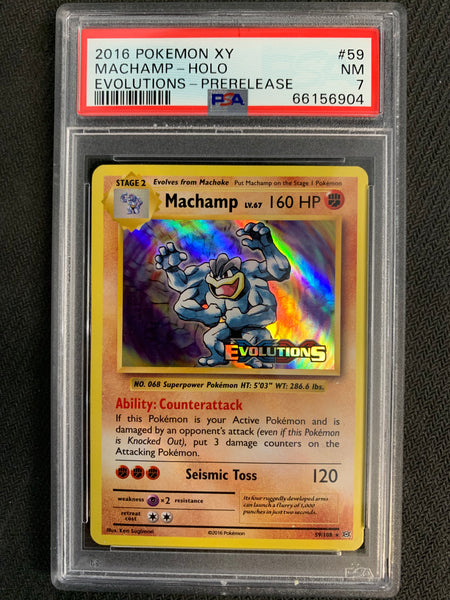 2016 POKEMON XY #59
MACHAMP - HOLO NM
EVOLUTIONS - PRERELEASE 7
PSA 66156904
STAGE 2 Evolves from Machoke Put Machamp on the Stage 1 Pokémon
Machamp LV.67 160 HP
EVOLUTIONS
NO. 068 Superpower Pokémon HT: 5'03" WT: 286.6 lbs.
Ability: Counterattack
If this Pokémon is your Active Pokémon and is
damaged by an opponent's attack (even if this Pokémon
is Knocked Out), put 3 damage counters on the
Attacking Pokémon.
Seismic Toss 120
weakness ×2 resistance
retreat
cost
Its four ruggedly developed arms
can launch a flurry of 1,000
punches in just two seconds.
Illus. Ken Sugimori ©2016 Pokémon 59/108